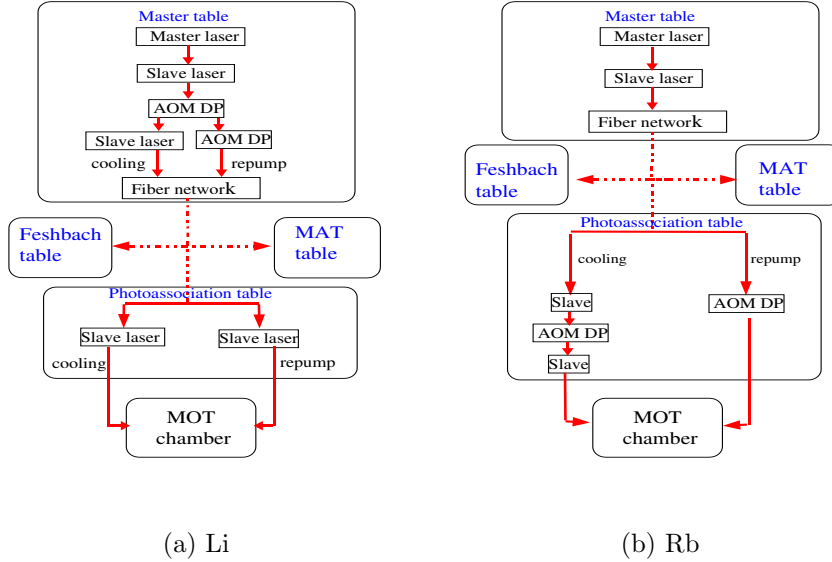 Master table
Master laser
Slave laser
AOM DP
Slave laser
AOM DP
cooling
repump
Fiber network
Feshbach
table
MAT
table
Photoassociation table
Slave laser
Slave laser
cooling
repump
MOT
chamber
(a) Li
Master table
Master laser
Slave laser
Fiber network
Feshbach
table
MAT
table
Photoassociation table
cooling
repump
Slave
AOM DP
AOM DP
Slave
MOT
chamber
(b) Rb